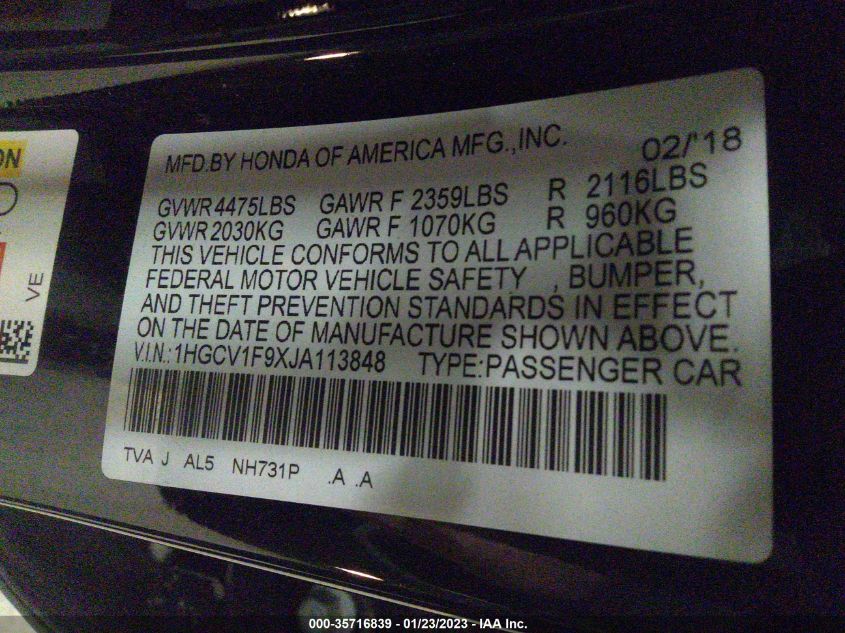 MFD.BY HONDA OF AMERICA MFG.,INC. 02/'18
GVWR 4475LBS GAWR F 2359LBS R 2116LBS
GVWR 2030KG GAWR F 1070KG R 960KG
THIS VEHICLE CONFORMS TO ALL APPLICABLE
FEDERAL MOTOR VEHICLE SAFETY , BUMPER,
AND THEFT PREVENTION STANDARDS IN EFFECT
ON THE DATE OF MANUFACTURE SHOWN ABOVE.
V.I.N.:1HGCV1F9XJA113848 TYPE:PASSENGER CAR
TVA J AL5 NH731P .A .A
ON
VE
000-35716839 - 01/23/2023 - IAA Inc.